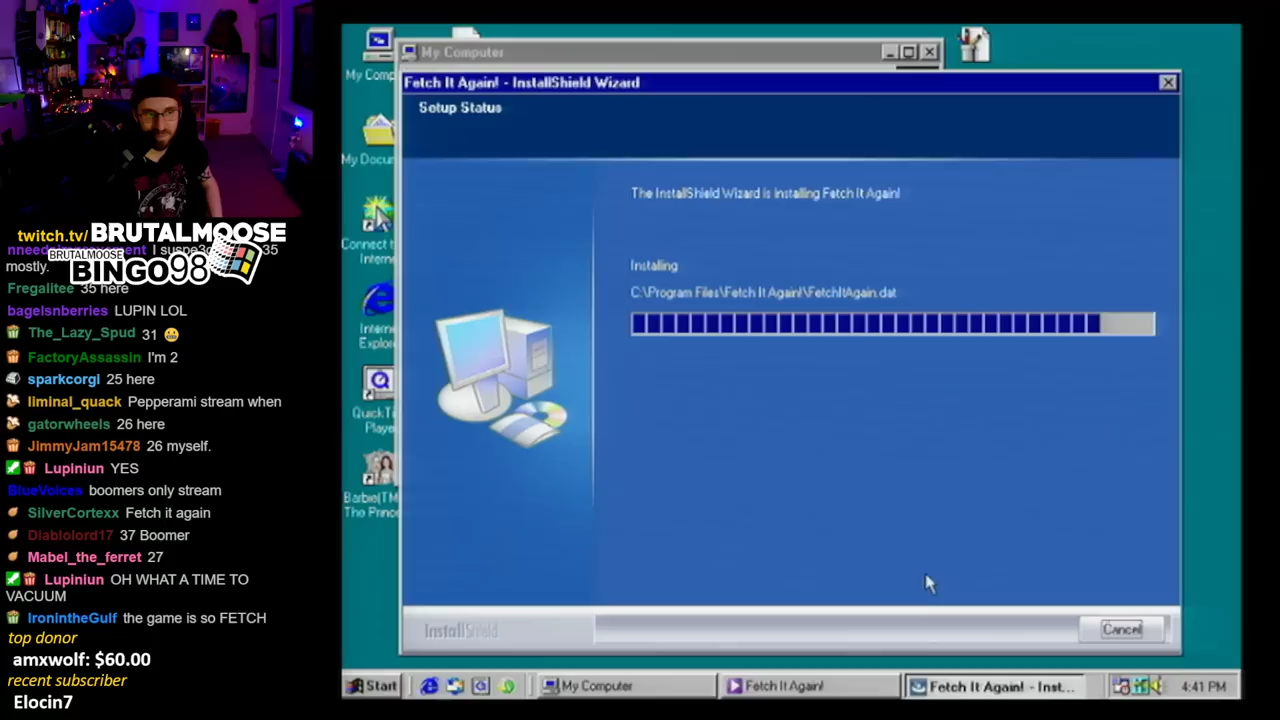 twitch.tv/BRUTALMOOSE
BRUTALMOOSE
BINGO98
35
mostly.
Fregalitee 35 here
bagelsnberries LUPIN LOL
The_Lazy_Spud 31
FactoryAssassin I'm 2
sparkcorgi 25 here
liminal_quack Pepperami stream when
gatorwheels 26 here
JimmyJam15478 26 myself.
Lupiniun YES
BlueVoices boomers only stream
SilverCortexx Fetch it again
Diablolord17 37 Boomer
Mabel_the_ferret 27
Lupiniun OH WHAT A TIME TO
VACUUM
IronintheGulf the game is so FETCH
top donor
amxwolf: $60.00
recent subscriber
Elocin7
My Comp
My Docum
Connect t
Intern
Intern
Explor
QuickTi
Playe
Barbie(TM
The Prince
My Computer
Fetch It Again! - InstallShield Wizard
Setup Status
The InstallShield Wizard is installing Fetch It Again!
Installing
C:\Program Files\Fetch It Again!\FetchItAgain.dat
InstallShield
Cancel
Start
My Computer
Fetch It Again!
Fetch It Again! - Inst...
4:41 PM